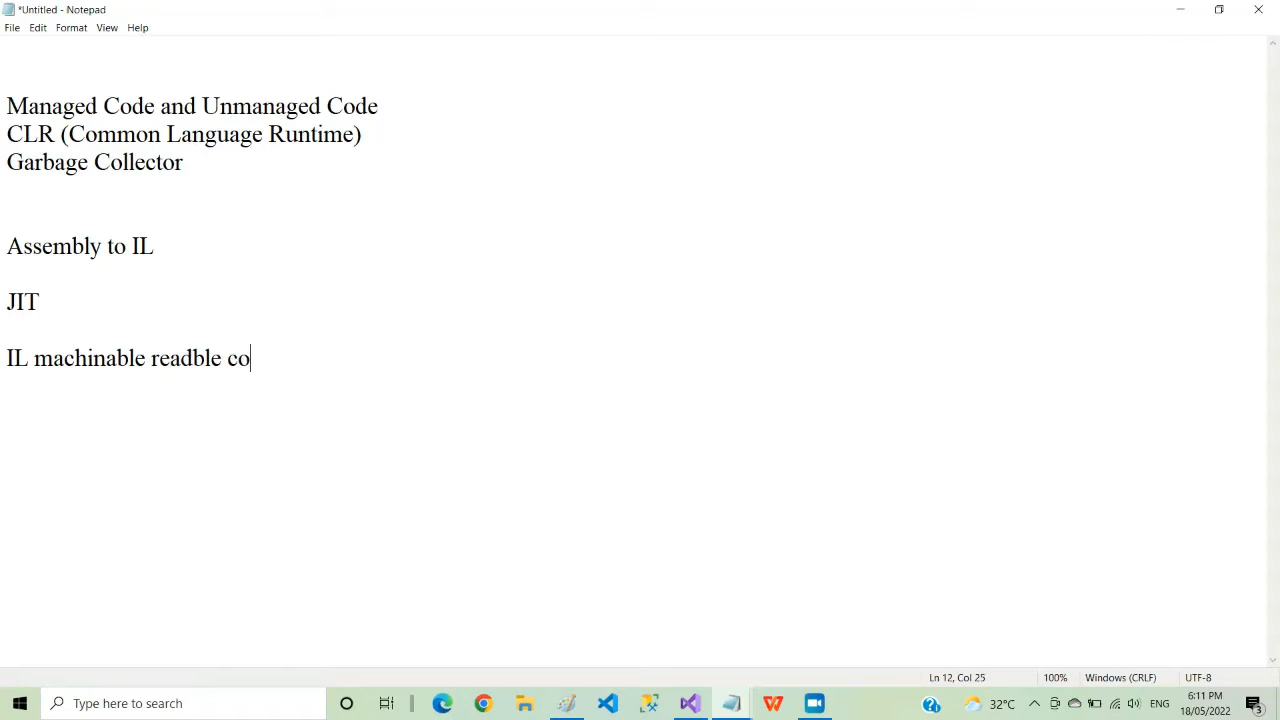 *Untitled - Notepad
File Edit Format View Help
Managed Code and Unmanaged Code
CLR (Common Language Runtime)
Garbage Collector
Assembly to IL
JIT
IL machinable readble co
Ln 12, Col 25 100% Windows (CRLF) UTF-8
Type here to search
32°C ENG 6:11 PM
18/05/2022
3